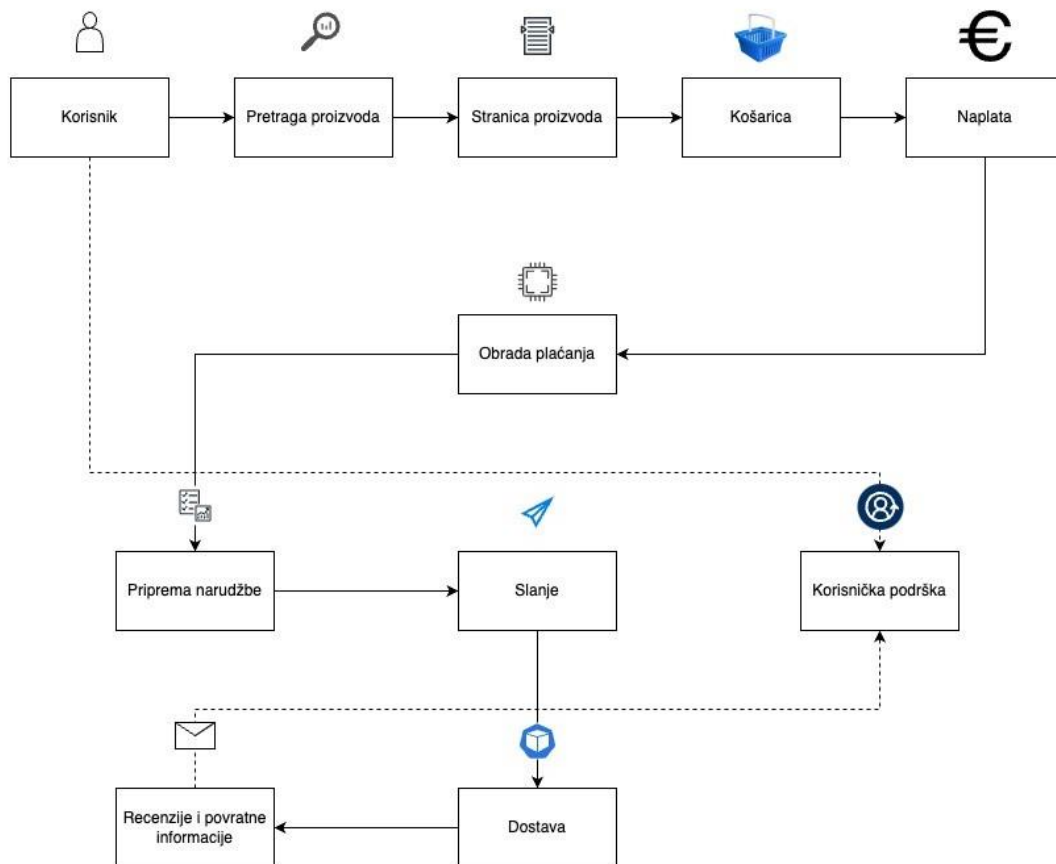 Korisnik
Pretraga proizvoda
Stranica proizvoda
Košarica
Naplata
Obrada plaćanja
Priprema narudžbe
Slanje
Korisnička podrška
Recenzije i povratne
informacije
Dostava